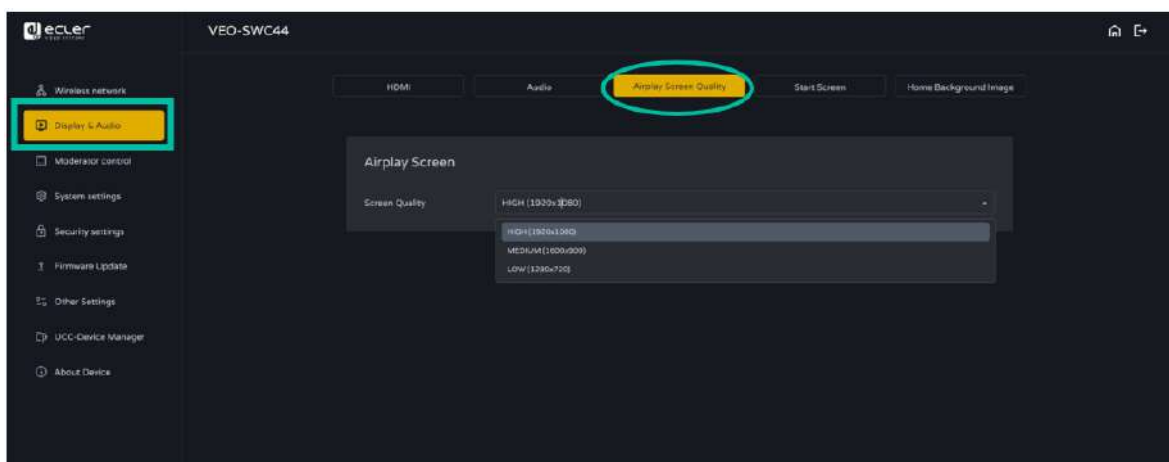 ecler
VEO-SWC44
Wireless network
Display & Audio
Moderator control
System settings
Security settings
Firmware Update
Other Settings
UCC-Device Manager
About Device
HDMI
Audio
Airplay Screen Quality
Start Screen
Home Background Image
Airplay Screen
Screen Quality
HIGH (1920x1080)
HIGH (1920x1080)
MEDIUM (1600x900)
LOW (1280x720)